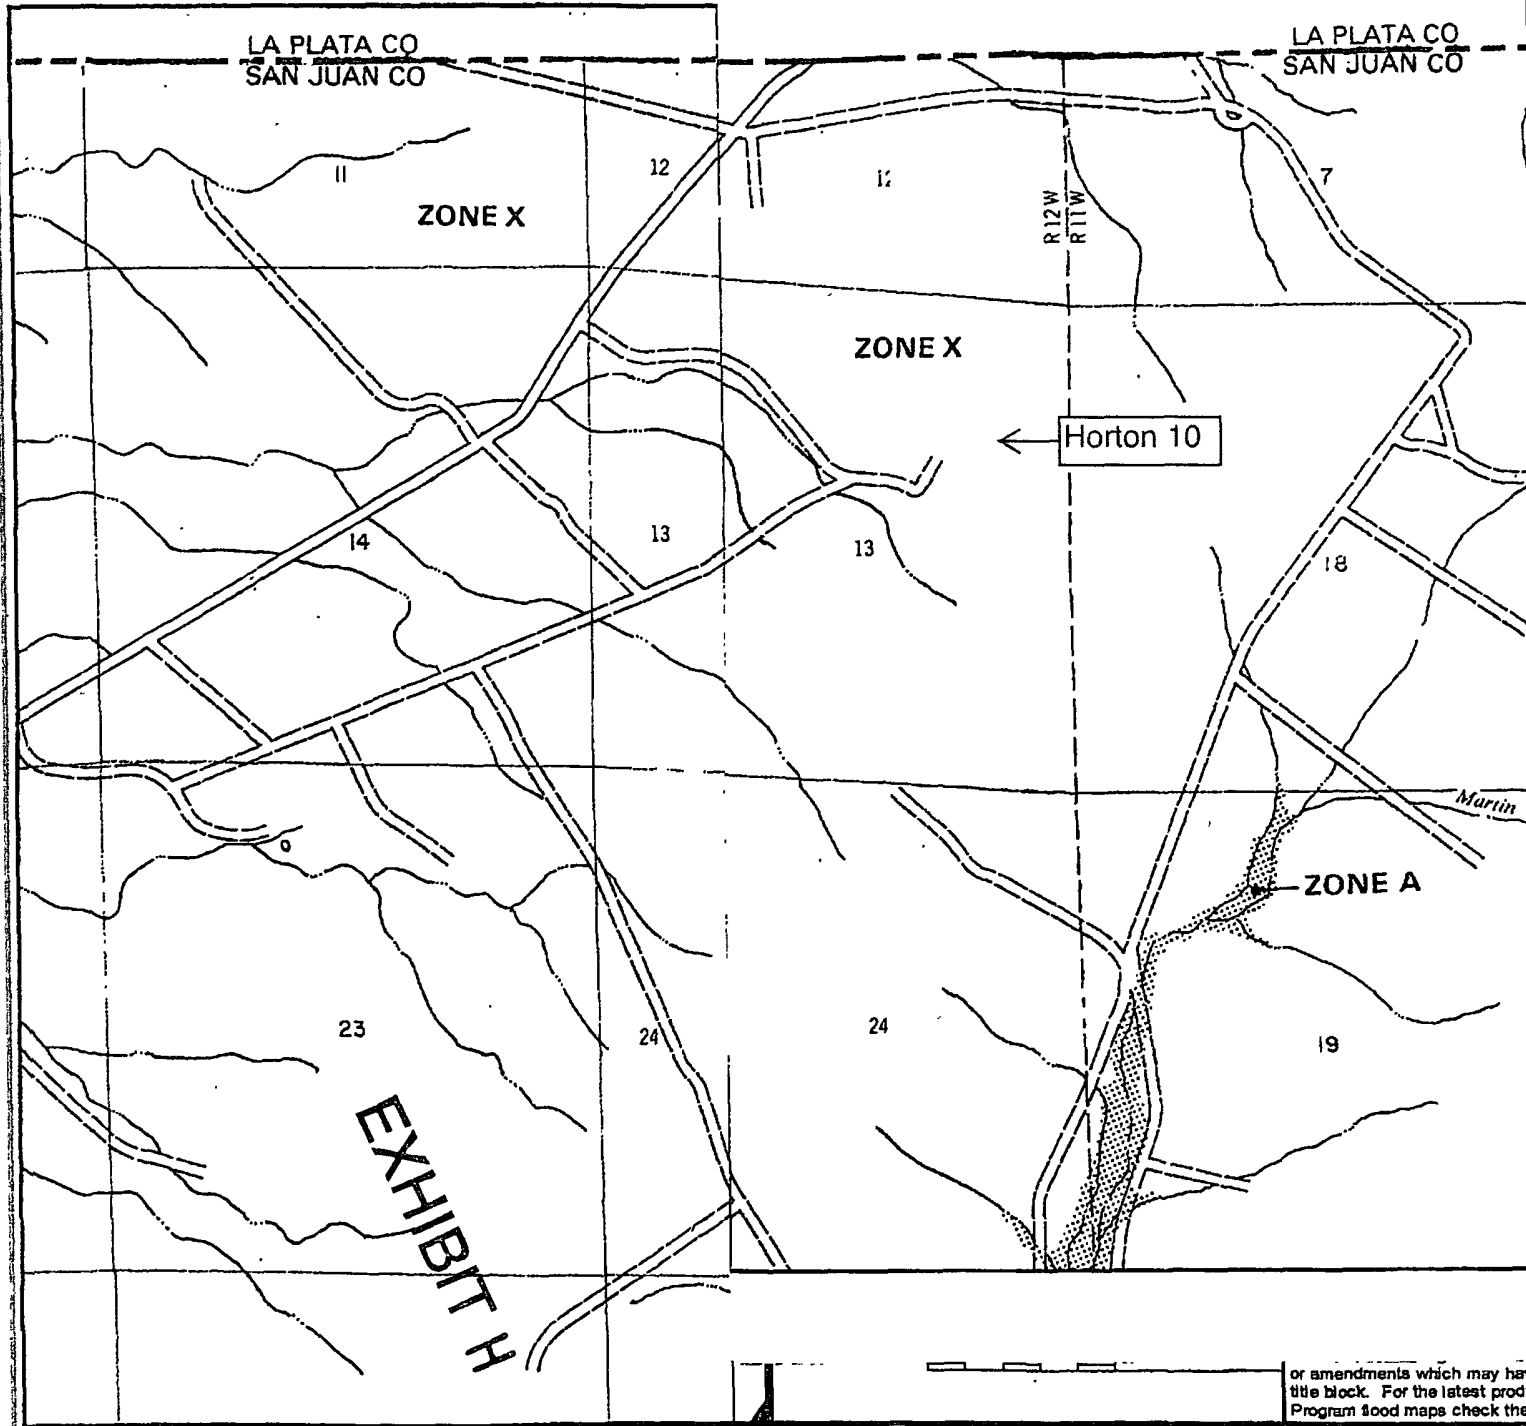 LA PLATA CO
SAN JUAN CO
LA PLATA CO
SAN JUAN CO
11
12
12
7
ZONE X
R12W
R11W
ZONE X
Horton 10
14
13
13
18
Martin
ZONE A
23
24
24
19
EXHIBIT H
or amendments which may hav
title block. For the latest prod
Program flood maps check the